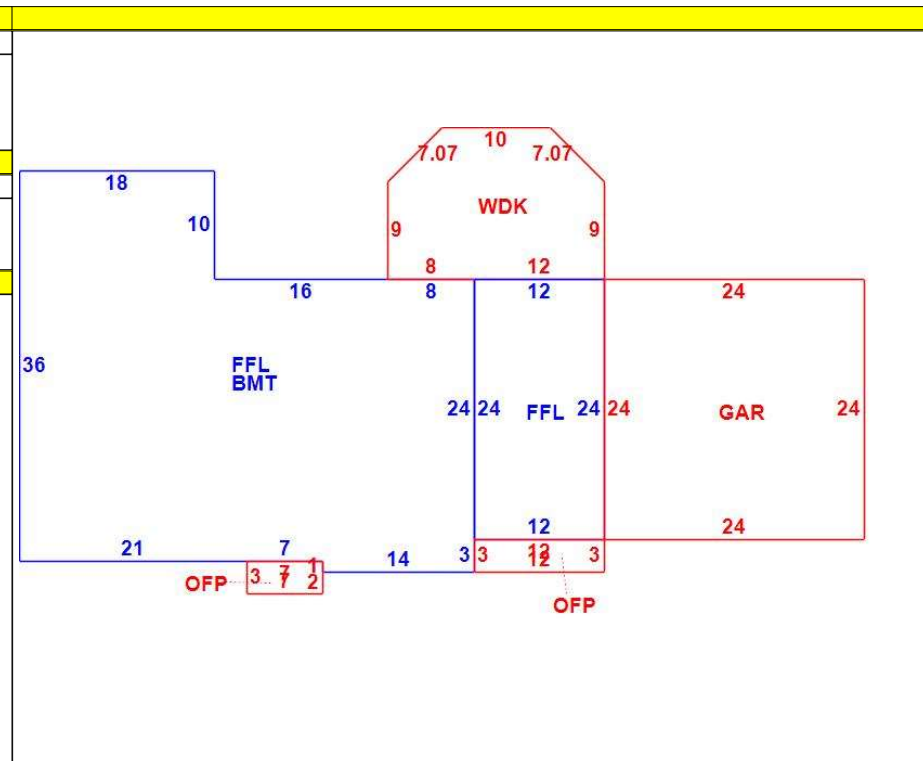 10
7.07 7.07
18
WDK
10
9 9
8 12
16 8 12 24
36
FFL
BMT
24 24 FFL 24 24 GAR 24
12 24
21 7
14 3 3 12 3
12
1
OFP 3 7 2
7
OFP